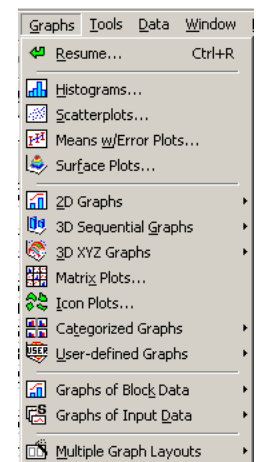 Graphs Tools Data Window
Resume... Ctrl+R
Histograms...
Scatterplots...
Means w/Error Plots...
Surface Plots...
2D Graphs
3D Sequential Graphs
3D XYZ Graphs
Matrix Plots...
Icon Plots...
Categorized Graphs
USER User-defined Graphs
Graphs of Block Data
Graphs of Input Data
Multiple Graph Layouts